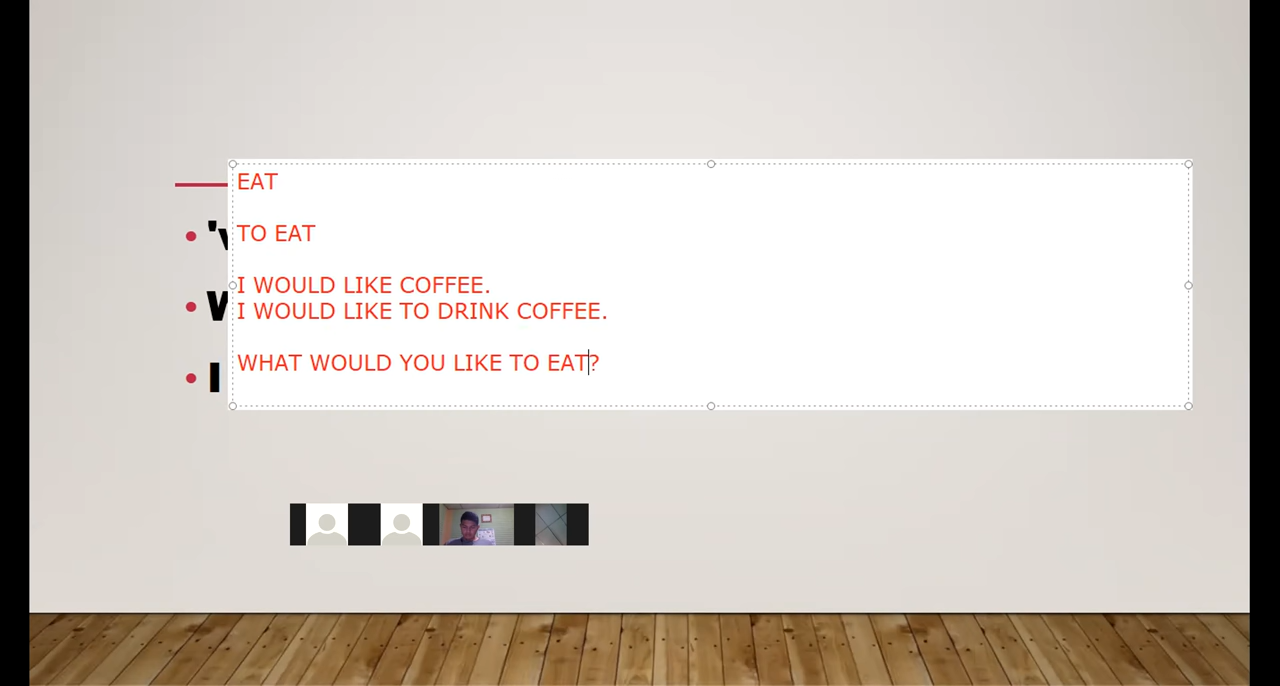 EAT
TO EAT
I WOULD LIKE COFFEE.
I WOULD LIKE TO DRINK COFFEE.
WHAT WOULD YOU LIKE TO EAT?
I